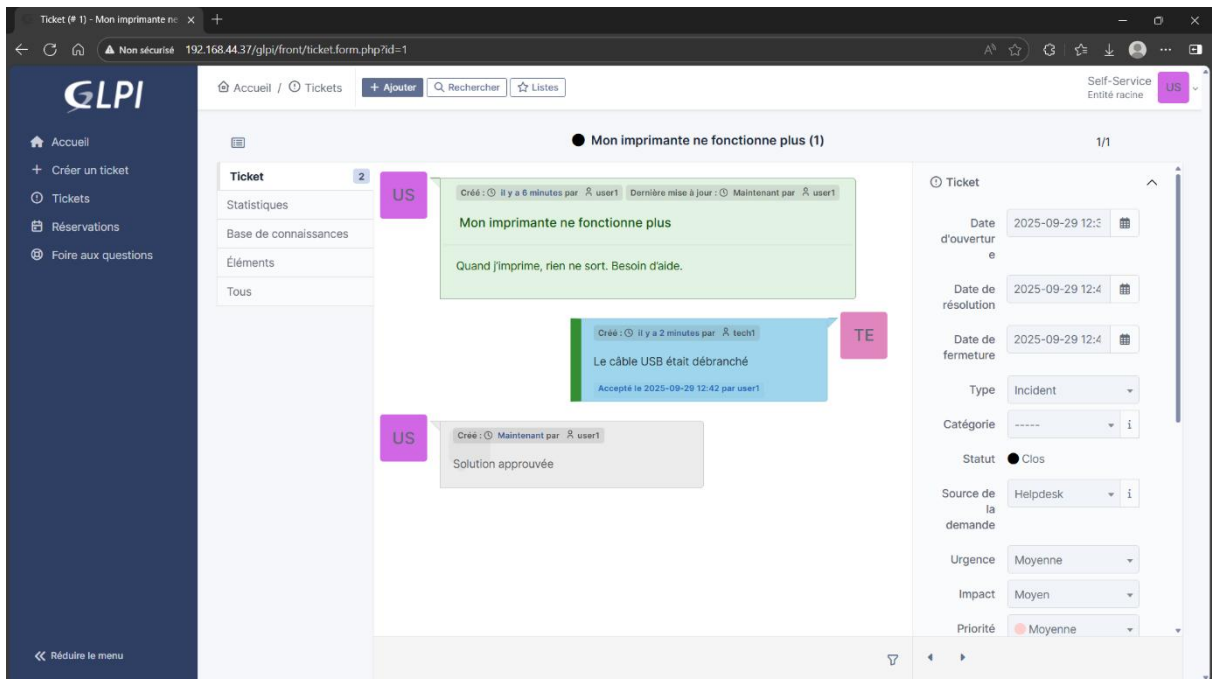 Ticket (# 1) - Mon imprimante ne
Non sécurisé 192.168.44.37/glpi/front/ticket.form.php?id=1
GLPI
Accueil / Tickets + Ajouter Rechercher Listes
Self-Service
Entité racine
US
Accueil
Créer un ticket
Tickets
Réservations
Foire aux questions
Réduire le menu
Mon imprimante ne fonctionne plus (1)
1/1
Ticket 2
Statistiques
Base de connaissances
Éléments
Tous
US
Créé : il y a 6 minutes par user1 Dernière mise à jour : Maintenant par user1
Mon imprimante ne fonctionne plus
Quand j'imprime, rien ne sort. Besoin d'aide.
Créé : il y a 2 minutes par tech1
TE
Le câble USB était débranché
Accepté le 2025-09-29 12:42 par user1
US
Créé : Maintenant par user1
Solution approuvée
Ticket
Date d'ouverture 2025-09-29 12:3
Date de résolution 2025-09-29 12:4
Date de fermeture 2025-09-29 12:4
Type Incident
Catégorie ----- i
Statut Clos
Source de la demande Helpdesk i
Urgence Moyenne
Impact Moyen
Priorité Moyenne